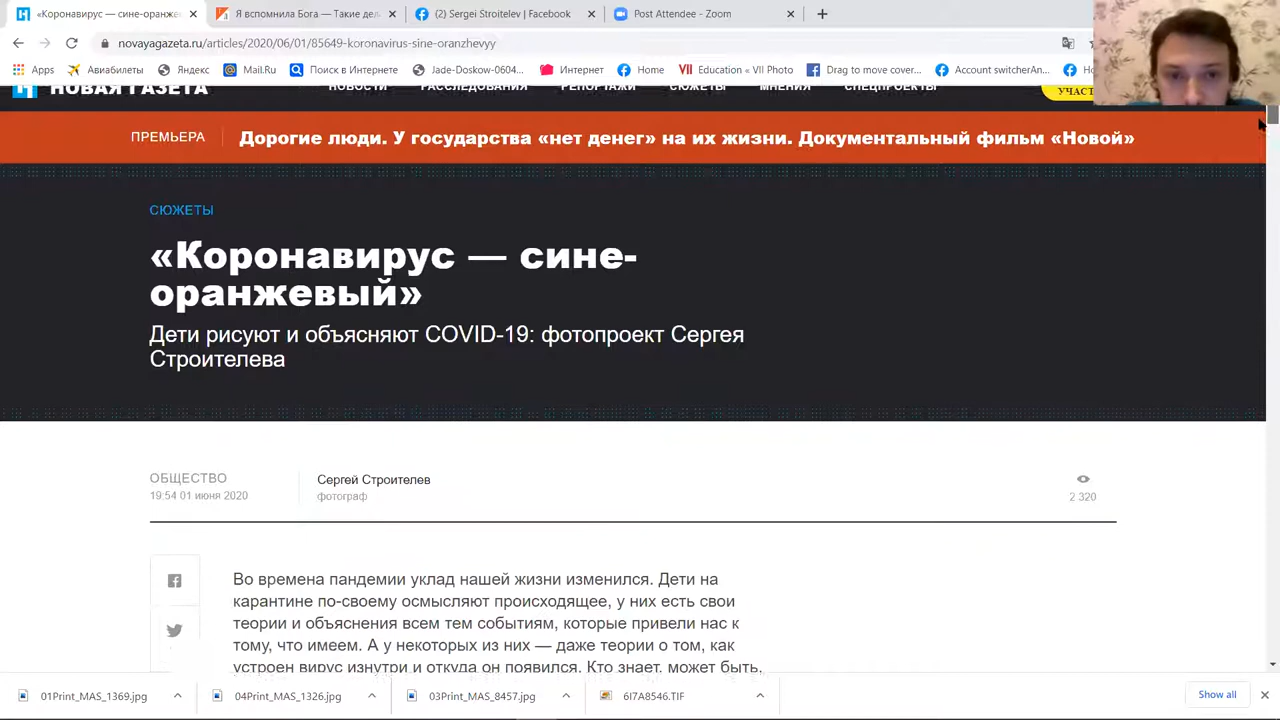 «Коронавирус — сине-оранже
Я вспомнила Бога — Такие дел
(2) Sergei Stroitelev | Facebook
Post Attendee - Zoom
novayagazeta.ru/articles/2020/06/01/85649-koronavirus-sine-oranzhevyy
Apps
Авиабилеты
Яндекс
Mail.Ru
Поиск в Интернете
Jade-Doskow-0604...
Интернет
Home
Education « VII Photo
Drag to move cover...
Account switcherAn...
НОВАЯ ГАЗЕТА
НОВОСТИ
РАССЛЕДОВАНИЯ
РЕПОРТАЖИ
СЮЖЕТЫ
МНЕНИЯ
СПЕЦПРОЕКТЫ
УЧАСТ
ПРЕМЬЕРА
Дорогие люди. У государства «нет денег» на их жизни. Документальный фильм «Новой»
СЮЖЕТЫ
«Коронавирус — сине-
оранжевый»
Дети рисуют и объясняют COVID-19: фотопроект Сергея
Строителева
ОБЩЕСТВО
19:54 01 июня 2020
Сергей Строителев
фотограф
2 320
Во времена пандемии уклад нашей жизни изменился. Дети на
карантине по-своему осмысляют происходящее, у них есть свои
теории и объяснения всем тем событиям, которые привели нас к
тому, что имеем. А у некоторых из них — даже теории о том, как
устроен вирус изнутри и откуда он появился. Кто знает, может быть,
01Print_MAS_1369.jpg
04Print_MAS_1326.jpg
03Print_MAS_8457.jpg
6I7A8546.TIF
Show all